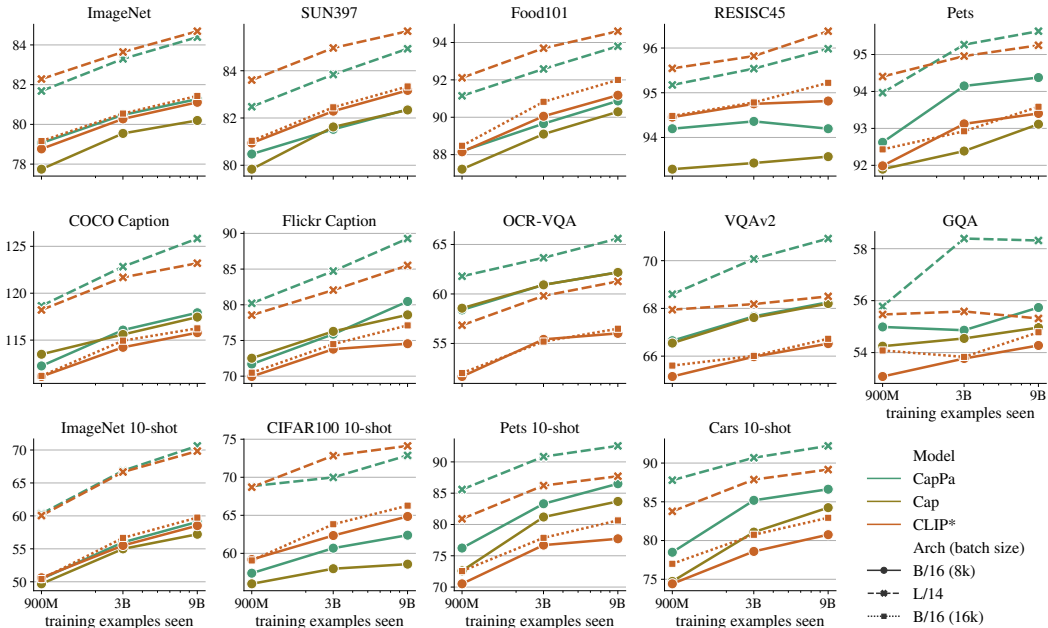 ImageNet
SUN397
Food101
RESISC45
Pets
84
82
80
78
84
82
80
94
92
90
88
96
95
94
95
94
93
92
COCO Caption
Flickr Caption
OCR-VQA
VQAv2
GQA
125
120
115
90
85
80
75
70
65
60
55
70
68
66
58
56
54
900M
3B
9B
training examples seen
ImageNet 10-shot
CIFAR100 10-shot
Pets 10-shot
Cars 10-shot
70
60
50
75
70
65
60
95
90
85
80
75
70
90
85
80
75
900M
3B
9B
900M
3B
9B
900M
3B
9B
900M
3B
9B
training examples seen
training examples seen
training examples seen
training examples seen
Model
CapPa
Cap
CLIP*
Arch (batch size)
B/16 (8k)
L/14
B/16 (16k)